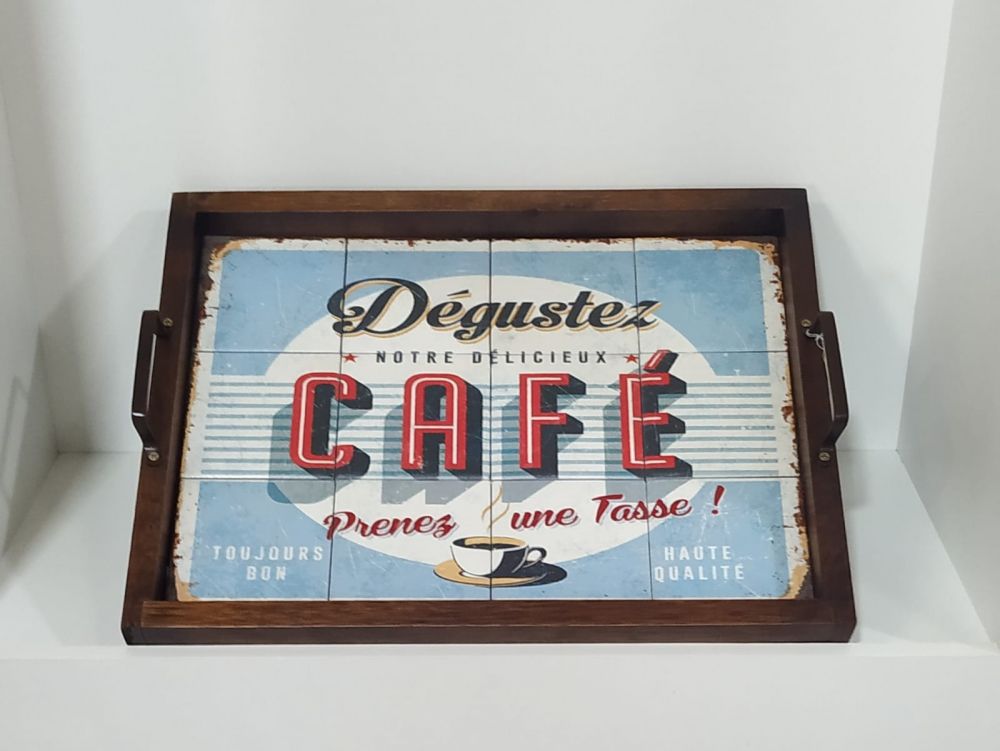 Dégustez
NOTRE DÉLICIEUX
CAFÉ
Prenez une Tasse !
TOUJOURS
BON
HAUTE
QUALITÉ